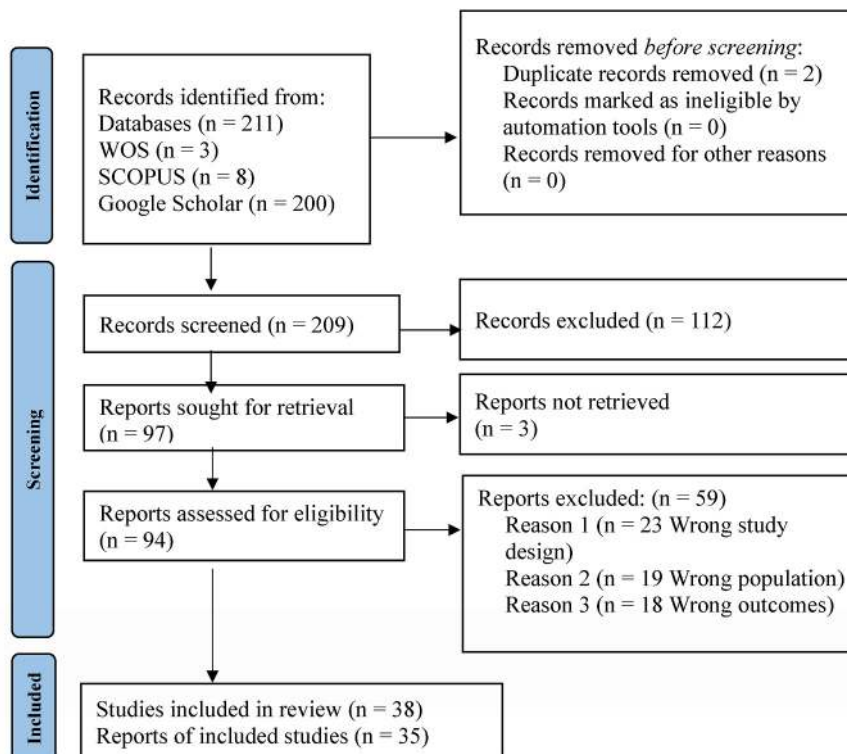 Identification
Records identified from:
Databases (n = 211)
WOS (n = 3)
SCOPUS (n = 8)
Google Scholar (n = 200)
Records removed before screening:
Duplicate records removed (n = 2)
Records marked as ineligible by
automation tools (n = 0)
Records removed for other reasons
(n = 0)
Screening
Records screened (n = 209)
Records excluded (n = 112)
Reports sought for retrieval
(n = 97)
Reports not retrieved
(n = 3)
Reports assessed for eligibility
(n = 94)
Reports excluded: (n = 59)
Reason 1 (n = 23 Wrong study
design)
Reason 2 (n = 19 Wrong population)
Reason 3 (n = 18 Wrong outcomes)
Included
Studies included in review (n = 38)
Reports of included studies (n = 35)